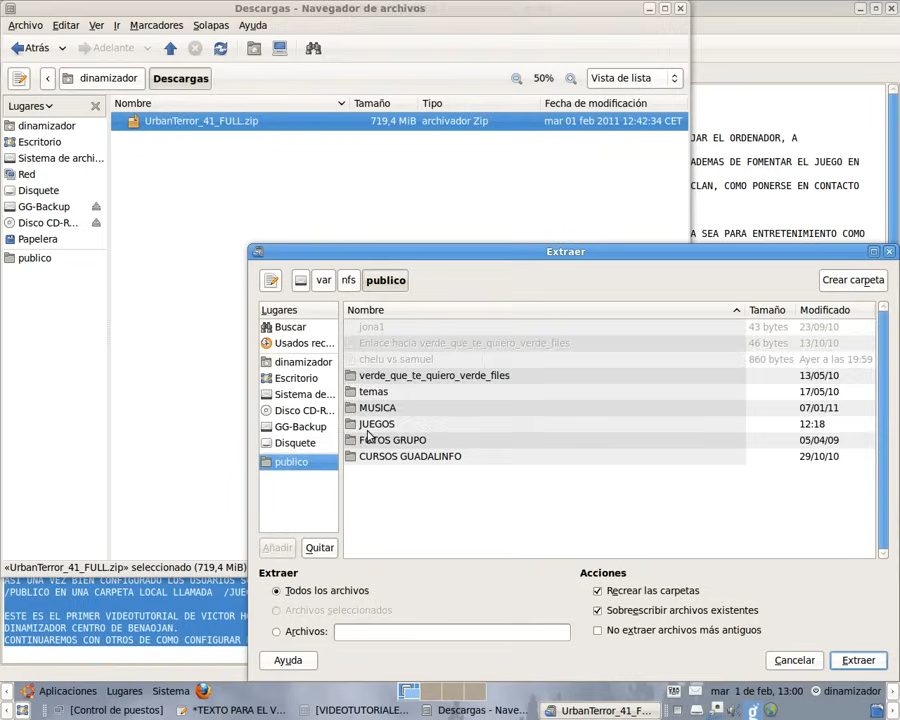 Descargas - Navegador de archivos
Archivo Editar Ver Ir Marcadores Solapas Ayuda
Atrás Adelante
dinamizador Descargas 50% Vista de lista
Lugares Nombre Tamaño Tipo Fecha de modificación
UrbanTerror_41_FULL.zip 719,4 MiB archivador Zip mar 01 feb 2011 12:42:34 CET
dinamizador
Escritorio
Sistema de archi...
Red
Disquete
GG-Backup
Disco CD-R...
Papelera
publico
JAR EL ORDENADOR, A
ADEMAS DE FOMENTAR EL JUEGO EN
CLAN, COMO PONERSE EN CONTACTO
A SEA PARA ENTRETENIMIENTO COMO
Extraer
var nfs publico Crear carpeta
Lugares Nombre Tamaño Modificado
Buscar
Usados rec...
dinamizador
Escritorio
Sistema de...
Disco CD-R...
GG-Backup
Disquete
publico
jona1 43 bytes 23/09/10
Enlace hacia verde_que_te_quiero_verde_files 46 bytes 13/10/10
chelu vs samuel 860 bytes Ayer a las 19:59
verde_que_te_quiero_verde_files 13/05/10
temas 17/05/10
MUSICA 07/01/11
JUEGOS 12:18
FOTOS GRUPO 05/04/09
CURSOS GUADALINFO 29/10/10
Añadir Quitar
«UrbanTerror_41_FULL.zip» seleccionado (719,4 MiB)
ASI UNA VEZ BIEN CONFIGURADO LOS USUARIOS S
/PUBLICO EN UNA CARPETA LOCAL LLAMADA /JUE
ESTE ES EL PRIMER VIDEOTUTORIAL DE VICTOR H
DINAMIZADOR CENTRO DE BENAOJAN.
CONTINUAREMOS CON OTROS DE COMO CONFIGURAR
Extraer Acciones
Todos los archivos Recrear las carpetas
Archivos seleccionados Sobrescribir archivos existentes
Archivos: No extraer archivos más antiguos
Ayuda Cancelar Extraer
Aplicaciones Lugares Sistema mar 1 de feb, 13:00 dinamizador
[Control de puestos] *TEXTO PARA EL V... [VIDEOTUTORIALE... Descargas - Nave... UrbanTerror_41_F...